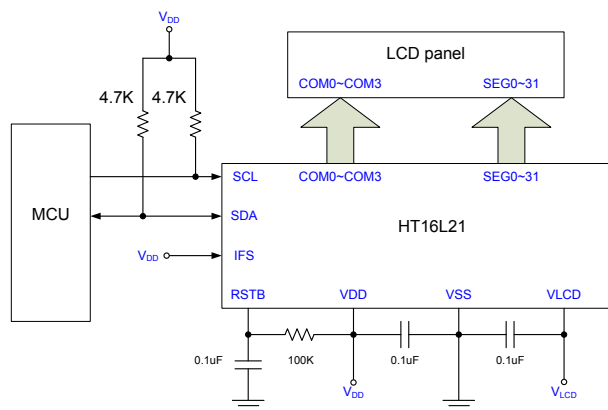 VDD
LCD panel
COM0~COM3 SEG0~31
4.7K 4.7K
MCU
SCL COM0~COM3 SEG0~31
SDA HT16L21
VDD IFS
RSTB VDD VSS VLCD
0.1uF 100K 0.1uF 0.1uF
VDD VLCD